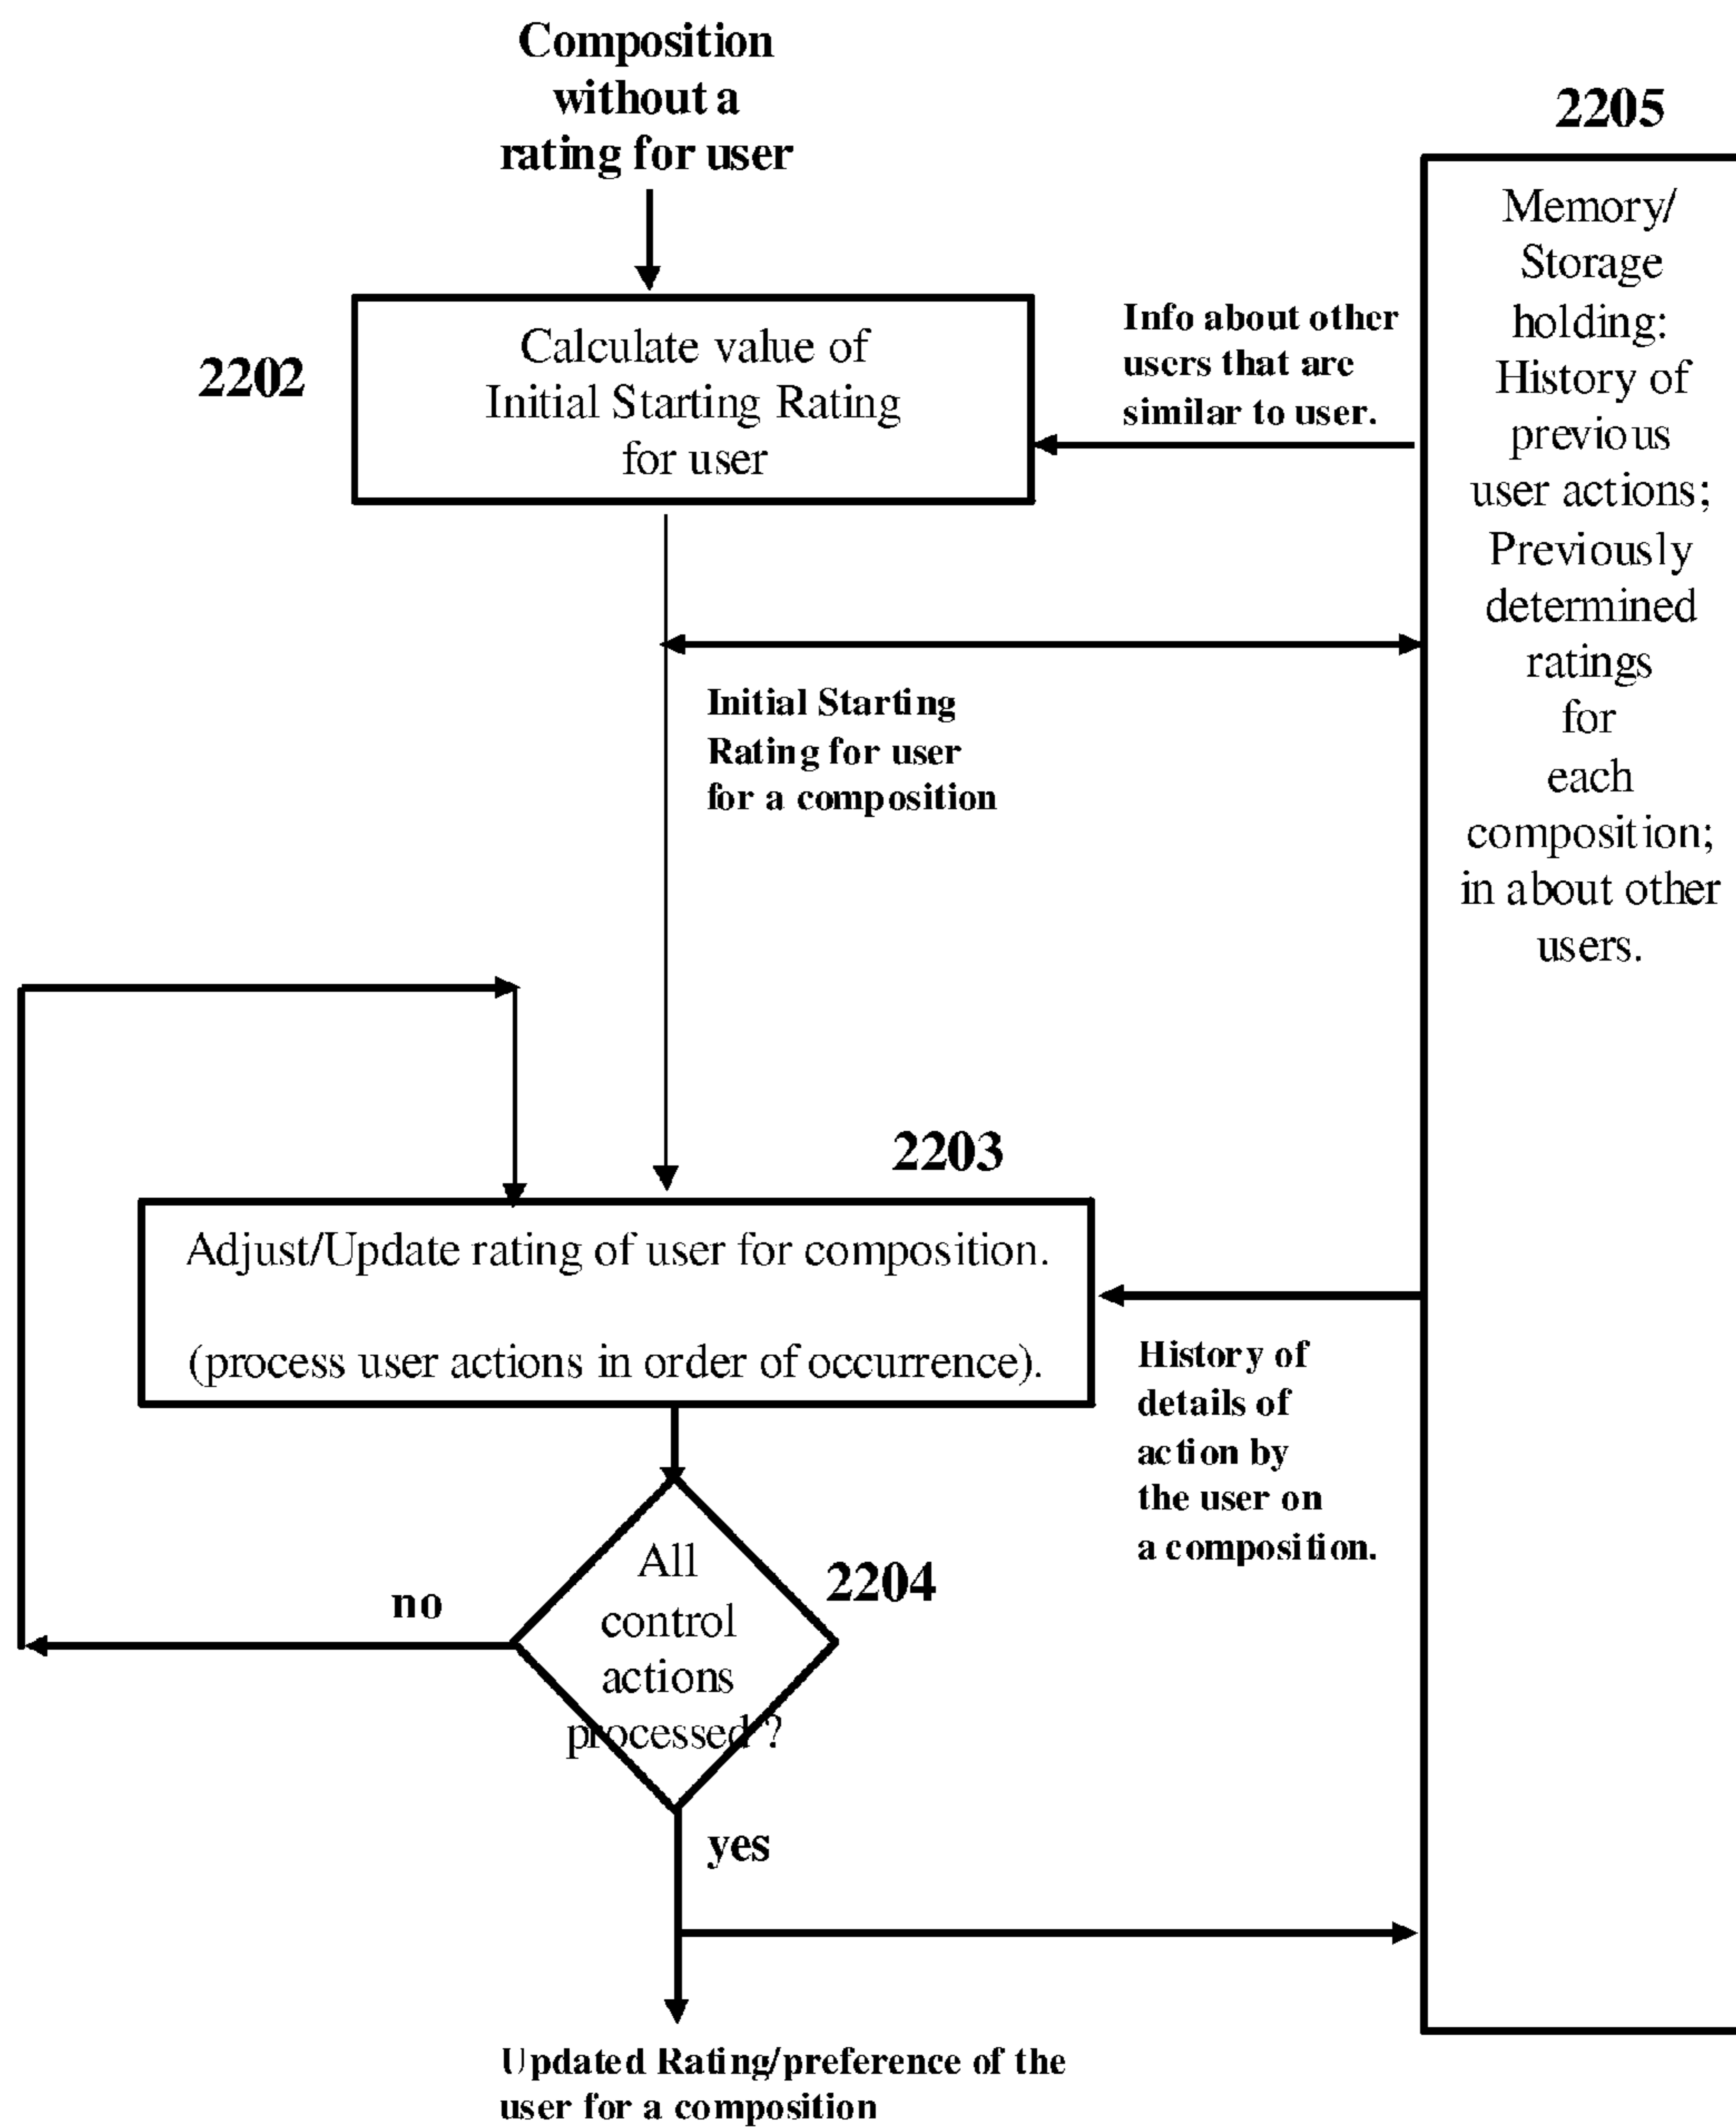 Composition
without a
rating for user
2205
Memory/
Storage
holding:
History of
previous
user actions;
Previously
determined
ratings
for
each
composition;
in about other
users.
2202
Calculate value of
Initial Starting Rating
for user
Info about other
users that are
similar to user.
Initial Starting
Rating for user
for a composition
2203
Adjust/Update rating of user for composition.
(process user actions in order of occurrence).
History of
details of
action by
the user on
a composition.
All
control
actions
processed ?
2204
no
yes
Updated Rating/preference of the
user for a composition